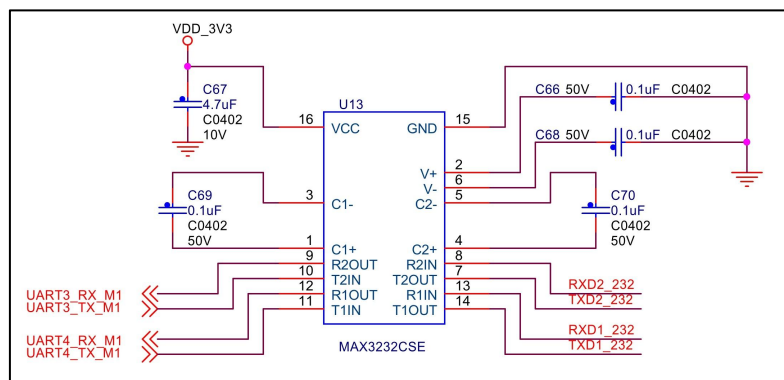 VDD_3V3
C67
4.7uF
C0402
10V
U13
C66 50V 0.1uF C0402
C68 50V 0.1uF C0402
16 VCC GND 15
V+ 2
V- 6
3 C1- C2- 5
C69
0.1uF
C0402
50V
C70
0.1uF
C0402
50V
1 C1+ C2+ 4
9 R2OUT R2IN 8
10 T2IN T2OUT 7
12 R1OUT R1IN 13
11 T1IN T1OUT 14
UART3_RX_M1 RXD2_232
UART3_TX_M1 TXD2_232
UART4_RX_M1 RXD1_232
UART4_TX_M1 TXD1_232
MAX3232CSE